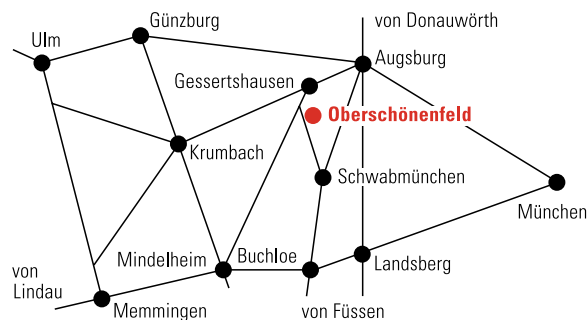 Günzburg
von Donauwörth
Ulm
Augsburg
Gessertshausen
Oberschönenfeld
Krumbach
Schwabmünchen
München
Mindelheim
Buchloe
Landsberg
von
Lindau
Memmingen
von Füssen